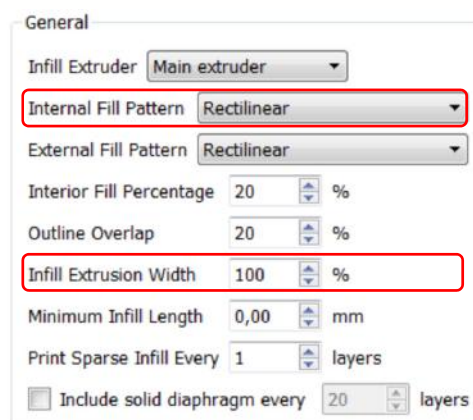 General
Infill Extruder Main extruder
Internal Fill Pattern Rectilinear
External Fill Pattern Rectilinear
Interior Fill Percentage 20 %
Outline Overlap 20 %
Infill Extrusion Width 100 %
Minimum Infill Length 0,00 mm
Print Sparse Infill Every 1 layers
Include solid diaphragm every 20 layers